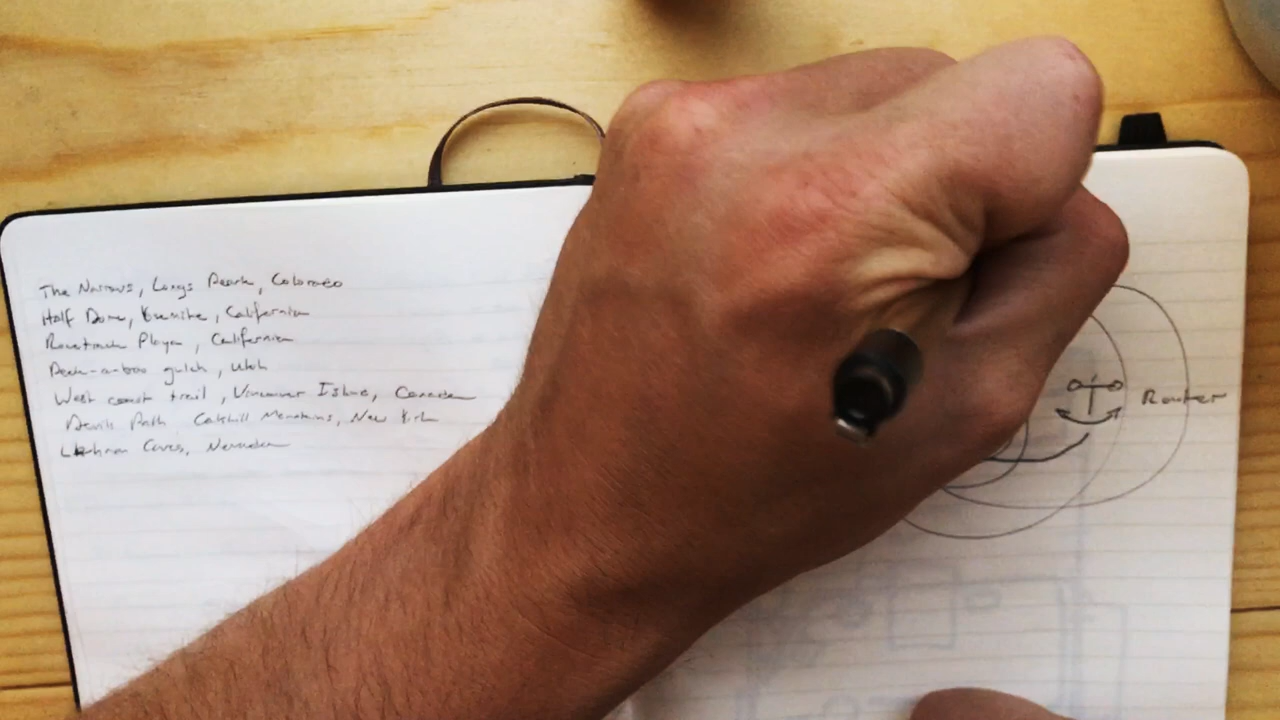 The Narrows, Longs Peak, Colorado
Half Dome, Yosemite, California
Racetrack Playa, California
Peek-a-boo gulch, Utah
West coast trail, Vancouver Island, Canada
Devils Path Catskill Mountains, New York
Lehman Caves, Nevada
Router